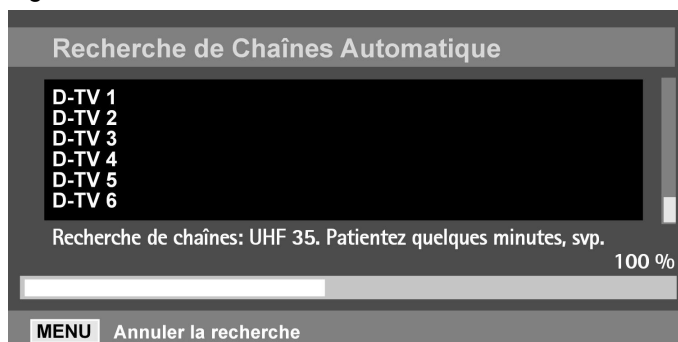 Recherche de Chaînes Automatique
D-TV 1
D-TV 2
D-TV 3
D-TV 4
D-TV 5
D-TV 6
Recherche de chaînes: UHF 35. Patientez quelques minutes, svp.
100 %
MENU Annuler la recherche